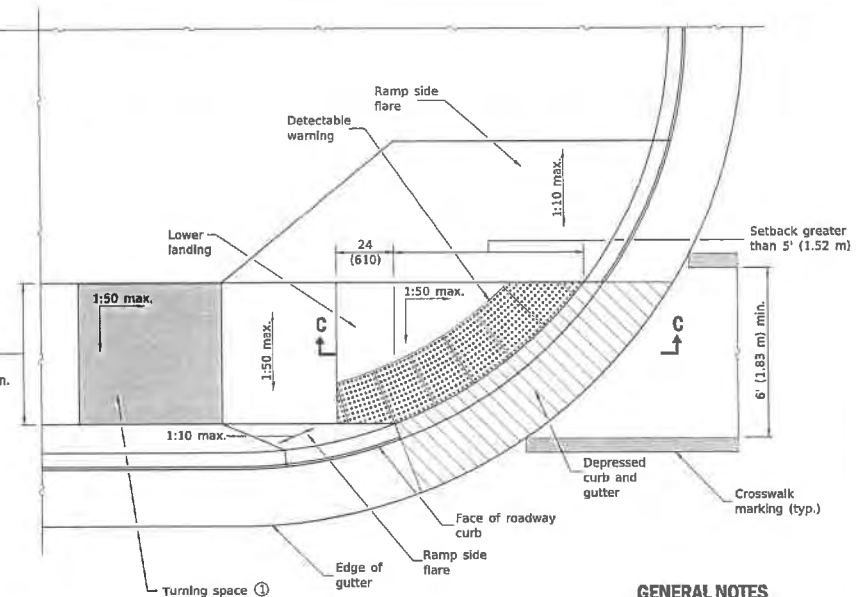 Ramp side
flare
Detectable
warning
1:10 max.
Lower
landing
24
(610)
Setback greater
than 5' (1.52 m)
1:50 max.
1:50 max.
C
C
1:50 max.
6' (1.83 m) min.
n.
1:10 max.
Depressed
curb and
gutter
Crosswalk
marking (typ.)
Face of roadway
curb
Ramp side
flare
Edge of
gutter
Turning space ①
GENERAL NOTES